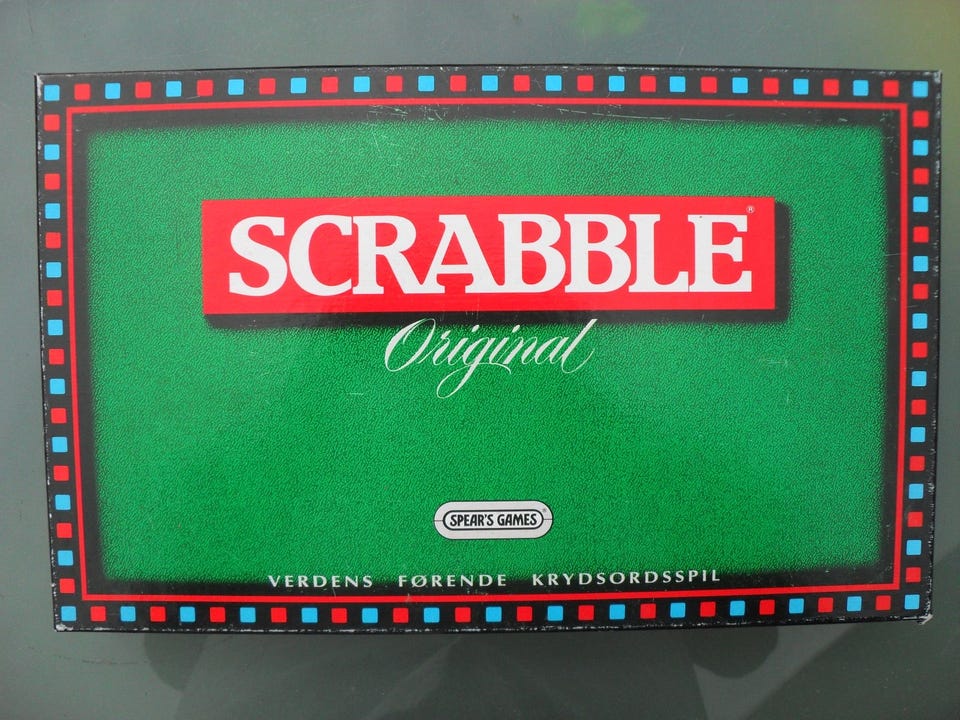 SCRABBLE®
Original
SPEAR'S GAMES®
VERDENS FØRENDE KRYDSORDSSPIL